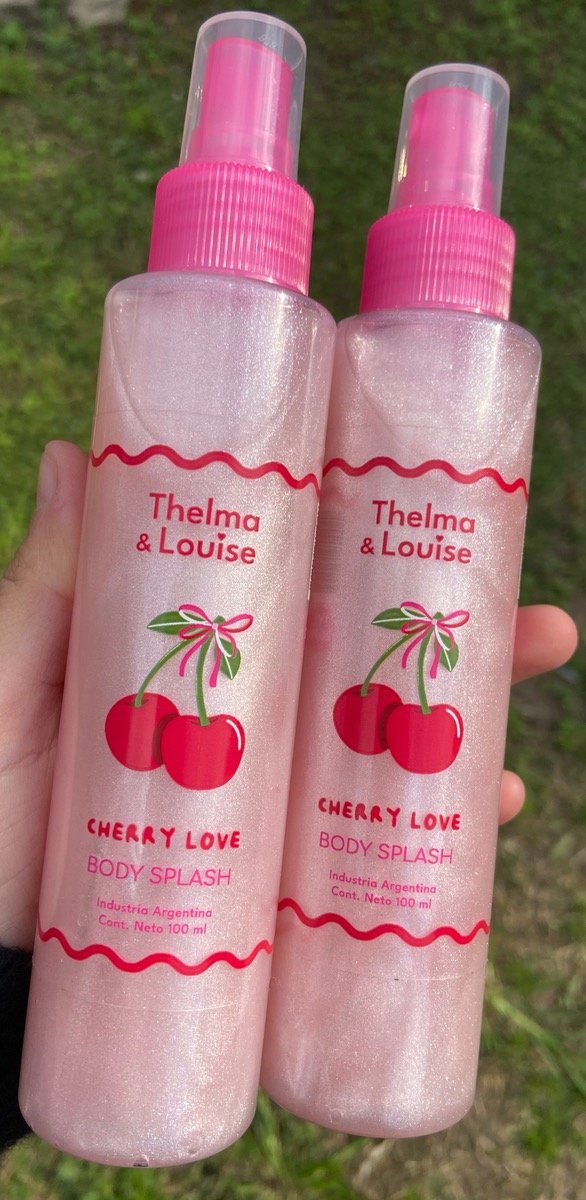 Thelma
& Louise
CHERRY LOVE
BODY SPLASH
Industria Argentina
Cont. Neto 100 ml
Thelma
& Louise
CHERRY LOVE
BODY SPLASH
Industria Argentina
Cont. Neto 100 ml